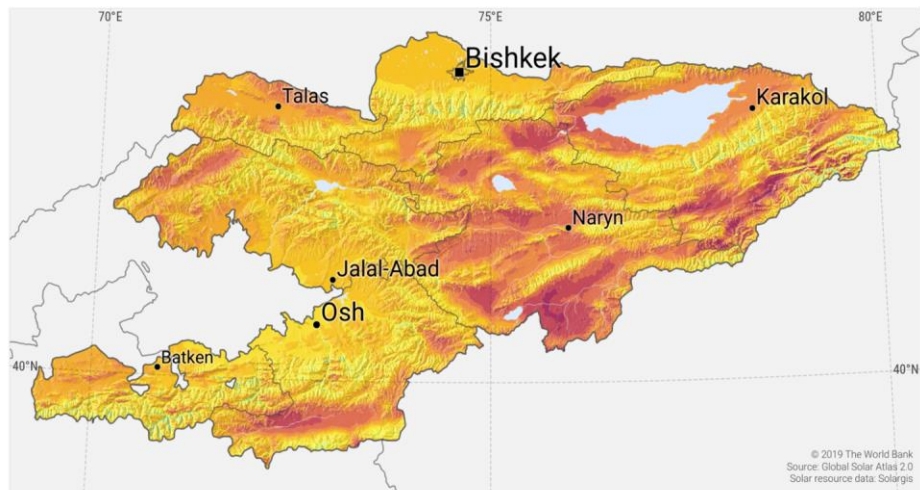 70°E
75°E
80°E
Bishkek
Talas
Karakol
Naryn
Jalal-Abad
Osh
Batken
40°N
40°N
© 2019 The World Bank
Source: Global Solar Atlas 2.0
Solar resource data: Solargis